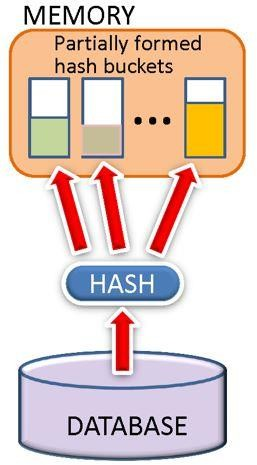 MEMORY
Partially formed
hash buckets
...
HASH
DATABASE